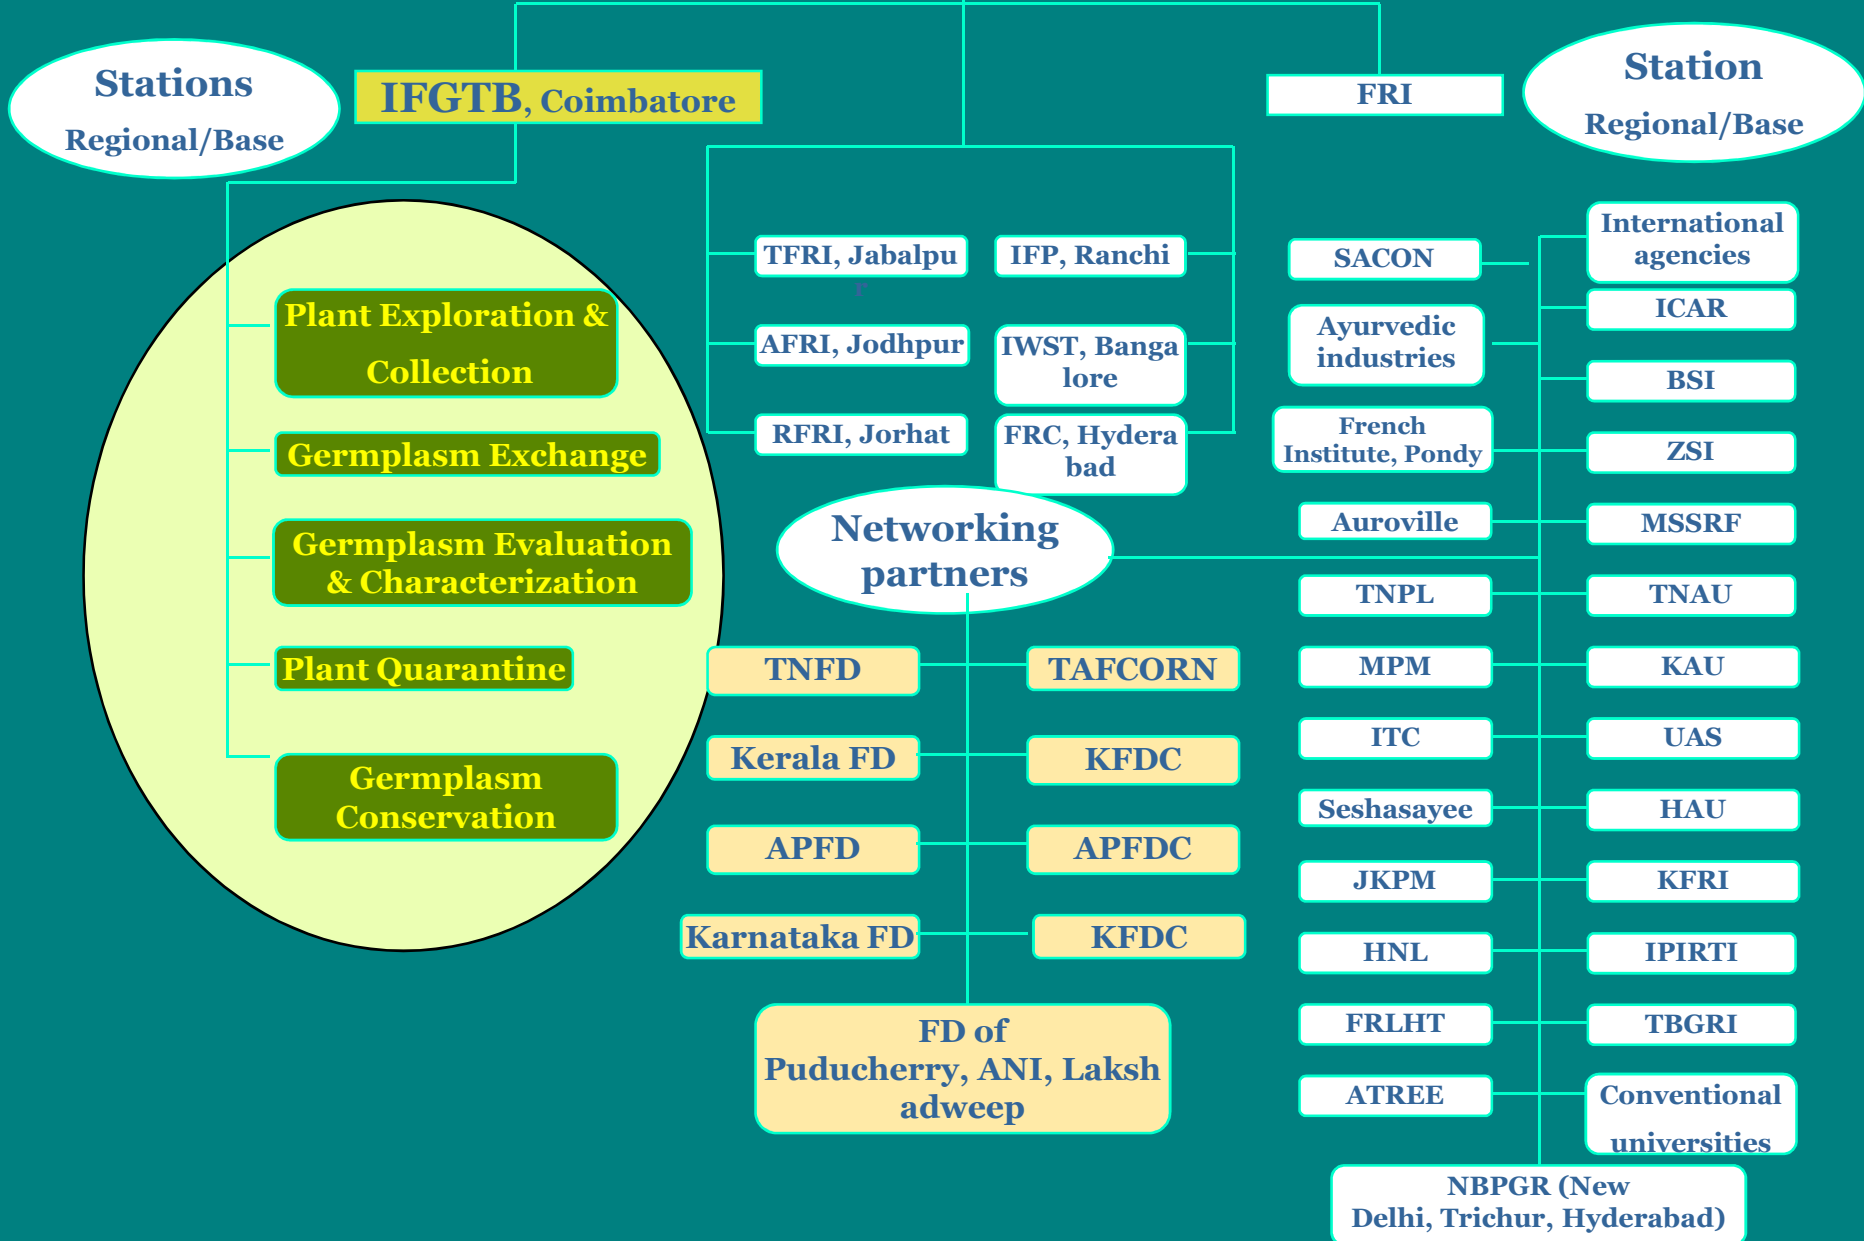 Stations
Regional/Base
IFGTB, Coimbatore
FRI
Station
Regional/Base
Plant Exploration &
Collection
Germplasm Exchange
Germplasm Evaluation
& Characterization
Plant Quarantine
Germplasm
Conservation
TFRI, Jabalpu
r
IFP, Ranchi
AFRI, Jodhpur
IWST, Banga
lore
RFRI, Jorhat
FRC, Hydera
bad
Networking
partners
TNFD
TAFCORN
Kerala FD
KFDC
APFD
APFDC
Karnataka FD
KFDC
FD of
Puducherry, ANI, Laksh
adweep
SACON
International
agencies
ICAR
Ayurvedic
industries
BSI
French
Institute, Pondy
ZSI
Auroville
MSSRF
TNPL
TNAU
MPM
KAU
ITC
UAS
Seshasayee
HAU
JKPM
KFRI
HNL
IPIRTI
FRLHT
TBGRI
ATREE
Conventional
universities
NBPGR (New
Delhi, Trichur, Hyderabad)